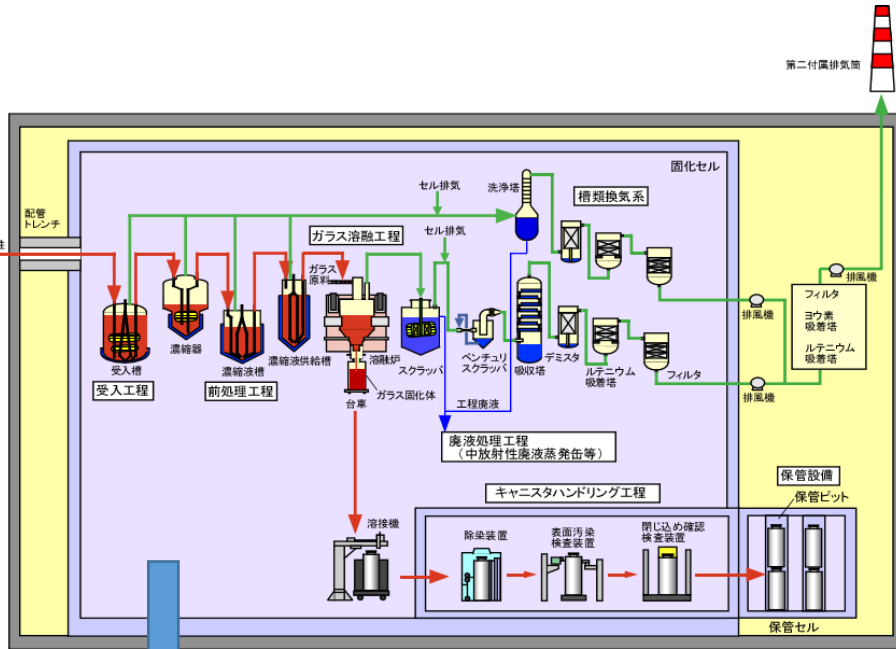 第二付属排気筒
固化セル
配管
トレンチ
セル排気
洗浄塔
槽類換気系
ガラス溶融工程
セル排気
ガラス
原料
排風機
フィルタ
ヨウ素
吸着塔
ルテニウム
吸着塔
排風機
排風機
受入槽
濃縮器
濃縮液槽
濃縮液供給槽
溶融炉
ガラス固化体
台車
スクラッバ
ベンチュリ
スクラッバ
吸収塔
デミスタ
ルテニウム
吸着塔
フィルタ
受入工程
前処理工程
工程廃液
廃液処理工程
（中放射性廃液蒸発缶等）
キャニスタハンドリング工程
保管設備
保管ピット
溶接機
除染装置
表面汚染
検査装置
閉じ込め確認
検査装置
保管セル